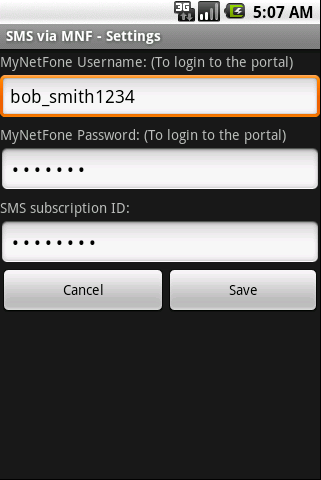 3G 5:07 AM
SMS via MNF - Settings
MyNetFone Username: (To login to the portal)
bob_smith1234
MyNetFone Password: (To login to the portal)
•••••••
SMS subscription ID:
••••••••
Cancel Save